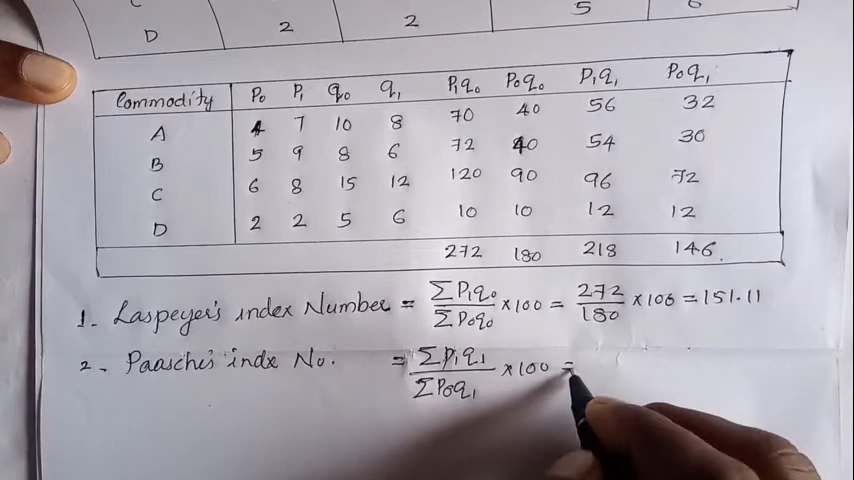 D 2 2 5 6
Commodity P₀ P₁ q₀ q₁ P₁q₀ P₀q₀ P₁q₁ P₀q₁
A 4 7 10 8 70 40 56 32
B 5 9 8 6 72 40 54 30
C 6 8 15 12 120 90 96 72
D 2 2 5 6 10 10 12 12
272 180 218 146.
1. Laspeyer's index Number = ΣP₁q₀/ΣP₀q₀ × 100 = 272/180 × 100 = 151.11
2. Paasche's index No. = ΣP₁q₁/ΣP₀q₁ × 100 =